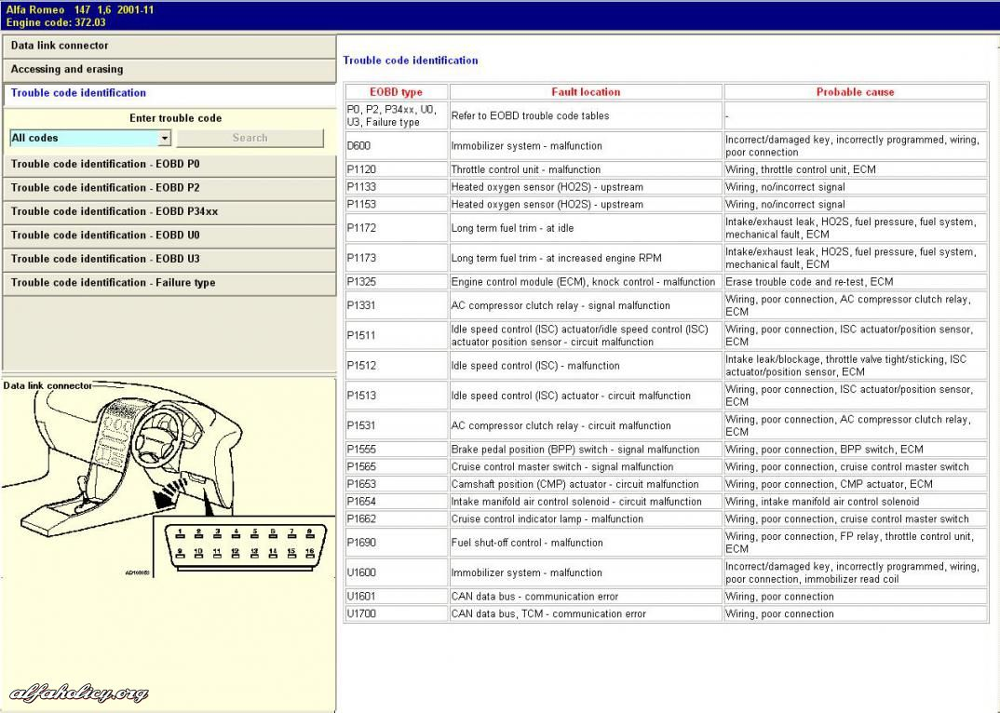 Alfa Romeo 147 1,6 2001-11
Engine code: 372.03
Data link connector
Accessing and erasing
Trouble code identification
Enter trouble code
All codes
Search
Trouble code identification - EOBD P0
Trouble code identification - EOBD P2
Trouble code identification - EOBD P34xx
Trouble code identification - EOBD U0
Trouble code identification - EOBD U3
Trouble code identification - Failure type
Data link connector
1 2 3 4 5 6 7 8
9 10 11 12 13 14 15 16
alfaholicy.org
Trouble code identification
EOBD type Fault location Probable cause
P0, P2, P34xx, U0,
U3, Failure type
Refer to EOBD trouble code tables
-
D600 Immobilizer system - malfunction
Incorrect/damaged key, incorrectly programmed, wiring,
poor connection
P1120 Throttle control unit - malfunction Wiring, throttle control unit, ECM
P1133 Heated oxygen sensor (HO2S) - upstream Wiring, no/incorrect signal
P1153 Heated oxygen sensor (HO2S) - upstream Wiring, no/incorrect signal
P1172 Long term fuel trim - at idle
Intake/exhaust leak, HO2S, fuel pressure, fuel system,
mechanical fault, ECM
P1173 Long term fuel trim - at increased engine RPM
Intake/exhaust leak, HO2S, fuel pressure, fuel system,
mechanical fault, ECM
P1325 Engine control module (ECM), knock control - malfunction Erase trouble code and re-test, ECM
P1331 AC compressor clutch relay - signal malfunction
Wiring, poor connection, AC compressor clutch relay,
ECM
P1511
Idle speed control (ISC) actuator/idle speed control (ISC)
actuator position sensor - circuit malfunction
Wiring, poor connection, ISC actuator/position sensor,
ECM
P1512 Idle speed control (ISC) - malfunction
Intake leak/blockage, throttle valve tight/sticking, ISC
actuator/position sensor, ECM
P1513 Idle speed control (ISC) actuator - circuit malfunction
Wiring, poor connection, ISC actuator/position sensor,
ECM
P1531 AC compressor clutch relay - circuit malfunction
Wiring, poor connection, AC compressor clutch relay,
ECM
P1555 Brake pedal position (BPP) switch - signal malfunction Wiring, poor connection, BPP switch, ECM
P1565 Cruise control master switch - signal malfunction Wiring, poor connection, cruise control master switch
P1653 Camshaft position (CMP) actuator - circuit malfunction Wiring, poor connection, CMP actuator, ECM
P1654 Intake manifold air control solenoid - circuit malfunction Wiring, intake manifold air control solenoid
P1662 Cruise control indicator lamp - malfunction Wiring, poor connection, cruise control master switch
P1690 Fuel shut-off control - malfunction
Wiring, poor connection, FP relay, throttle control unit,
ECM
U1600 Immobilizer system - malfunction
Incorrect/damaged key, incorrectly programmed, wiring,
poor connection, immobilizer read coil
U1601 CAN data bus - communication error Wiring, poor connection
U1700 CAN data bus, TCM - communication error Wiring, poor connection